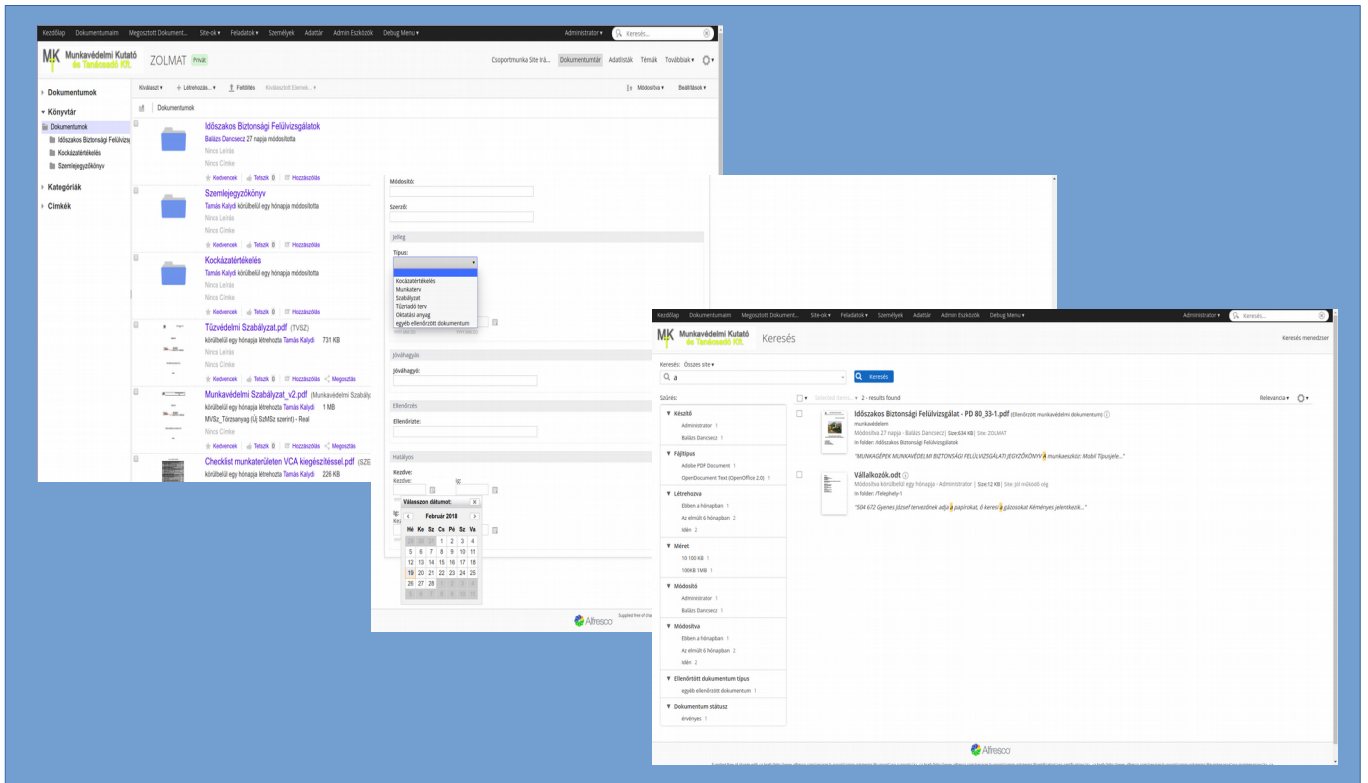 Kezdőlap Dokumentumaim Megosztott Dokument... Site-ok Feladatok Személyek Adattár Admin Eszközök Debug Menu Administrator Keresés...
MK Munkavédelmi Kutató
és Tanácsadó Kft.
ZOLMAT Privát
Csoportmunka Site Irá... Dokumentumtár Adatlisták Témák Továbbiak
Dokumentumok
Könyvtár
Dokumentumok
Időszakos Biztonsági Felülvizsg
Kockázatértékelés
Szemlejegyzőkönyv
Kategóriák
Címkék
Kiválaszt Létrehozás... Feltöltés Kiválasztott Elemek... Módosítva Beállítások
Dokumentumok
Időszakos Biztonsági Felülvizsgálatok
Balázs Dancsecz 27 napja módosította
Nincs Leírás
Nincs Címke
Kedvencek Tetszik 0 Hozzászólás
Szemlejegyzőkönyv
Tamás Kalydi körülbelül egy hónapja módosította
Nincs Leírás
Nincs Címke
Kedvencek Tetszik 0 Hozzászólás
Kockázatértékelés
Tamás Kalydi körülbelül egy hónapja módosította
Nincs Leírás
Nincs Címke
Kedvencek Tetszik 0 Hozzászólás
Tűzvédelmi Szabályzat.pdf (TVSZ)
körülbelül egy hónapja létrehozta Tamás Kalydi 731 KB
Nincs Leírás
Nincs Címke
Kedvencek Tetszik 0 Hozzászólás Megosztás
Munkavédelmi Szabályzat_v2.pdf (Munkavédelmi Szabály
körülbelül egy hónapja létrehozta Tamás Kalydi 1 MB
MVSz_Törzsanyag (Új SzMSz szerint) - Real
Nincs Címke
Kedvencek Tetszik 0 Hozzászólás Megosztás
Checklist munkaterületen VCA kiegészítéssel.pdf (SZE
körülbelül egy hónapja létrehozta Tamás Kalydi 226 KB
Módosító:
Szerző:
Jelleg
Típus:
Kocázatértékelés
Munkaterv
Szabályzat
Tűzriadó terv
Oktatási anyag
egyéb ellenőrzött dokumentum
Jóváhagyás
Jóváhagyó:
Ellenőrzés
Ellenőrizte:
Hatályos
Kezdve:
Kezdve: ig:
Válasszon dátumot:
Február 2018
Hé Ke Sz Cs Pé Sz Va
29 30 31 1 2 3 4
5 6 7 8 9 10 11
12 13 14 15 16 17 18
19 20 21 22 23 24 25
26 27 28 1 2 3 4
5 6 7 8 9 10 11
Alfresco
Kezdőlap Dokumentumaim Megosztott Dokument... Site-ok Feladatok Személyek Adattár Admin Eszközök Debug Menu Administrator Keresés...
MK Munkavédelmi Kutató
és Tanácsadó Kft.
Keresés
Keresés menedzser
Keresés: Összes site
a Keresés
Szűrés: Selected Items... 2 - results found Relevancia
Készítő
Administrator 1
Balázs Dancsecz 1
Fájltípus
Adobe PDF Document 1
OpenDocument Text (OpenOffice 2.0) 1
Létrehozva
Ebben a hónapban 1
Az elmúlt 6 hónapban 2
Idén 2
Méret
10 100 KB 1
100KB 1MB 1
Módosító
Administrator 1
Balázs Dancsecz 1
Módosítva
Ebben a hónapban 1
Az elmúlt 6 hónapban 2
Idén 2
Ellenőrtött dukumentum típus
egyéb ellenőrzött dokumentum 1
Dokumentum státusz
érvényes 1
Időszakos Biztonsági Felülvizsgálat - PD 80_33-1.pdf (Ellenőrzött munkavédelmi dokumentum)
munkavédelem
Módosítva 27 napja - Balázs Dancsecz | Size:634 KB | Site: ZOLMAT
In folder: /Időszakos Biztonsági Felülvizsgálatok
"MUNKAGÉPEK MUNKAVÉDELMI BIZTONSÁGI FELÜLVIZSGÁLATI JEGYZŐKÖNYV a munkaeszköz: Mobil Típusjele..."
Vállalkozók.odt
Módosítva körülbelül egy hónapja - Administrator | Size:12 KB | Site: Jól működő cég
In folder: /Telephely-1
"504 672 Gyenes József tervezőnek adja a papírokat, ő keresi a gázosokat Kéményes jelentkezik..."
Alfresco